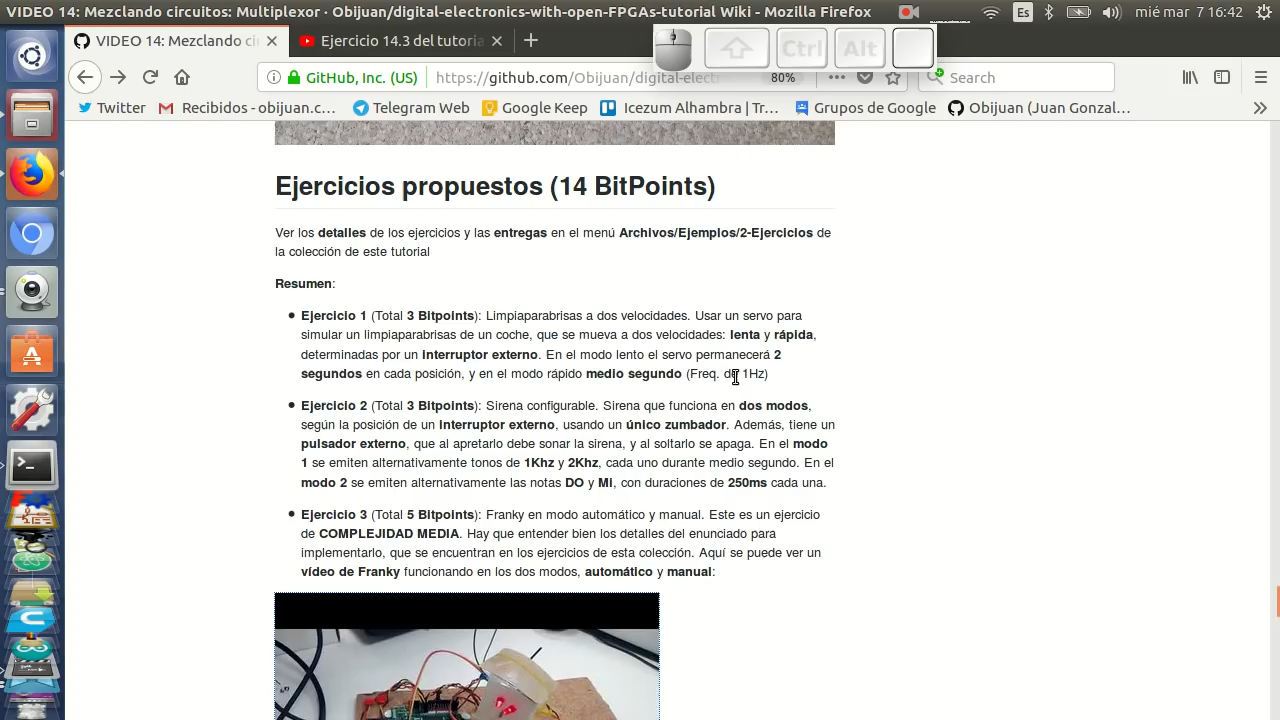 VIDEO 14: Mezclando circuitos: Multiplexor · Obijuan/digital-electronics-with-open-FPGAs-tutorial Wiki - Mozilla Firefox
Es
mié mar 7 16:42
VIDEO 14: Mezclando ci
Ejercicio 14.3 del tutoria
Ctrl
Alt
GitHub, Inc. (US)
https://github.com/Obijuan/digital-elect
80%
Search
Twitter
Recibidos - obijuan.c...
Telegram Web
Google Keep
Icezum Alhambra | Tr...
Grupos de Google
Obijuan (Juan Gonzal...
Ejercicios propuestos (14 BitPoints)
Ver los detalles de los ejercicios y las entregas en el menú Archivos/Ejemplos/2-Ejercicios de
la colección de este tutorial
Resumen:
Ejercicio 1 (Total 3 Bitpoints): Limpiaparabrisas a dos velocidades. Usar un servo para
simular un limpiaparabrisas de un coche, que se mueva a dos velocidades: lenta y rápida,
determinadas por un interruptor externo. En el modo lento el servo permanecerá 2
segundos en cada posición, y en el modo rápido medio segundo (Freq. de 1Hz)
Ejercicio 2 (Total 3 Bitpoints): Sirena configurable. Sirena que funciona en dos modos,
según la posición de un interruptor externo, usando un único zumbador. Además, tiene un
pulsador externo, que al apretarlo debe sonar la sirena, y al soltarlo se apaga. En el modo
1 se emiten alternativamente tonos de 1Khz y 2Khz, cada uno durante medio segundo. En el
modo 2 se emiten alternativamente las notas DO y Mi, con duraciones de 250ms cada una.
Ejercicio 3 (Total 5 Bitpoints): Franky en modo automático y manual. Este es un ejercicio
de COMPLEJIDAD MEDIA. Hay que entender bien los detalles del enunciado para
implementarlo, que se encuentran en los ejercicios de esta colección. Aquí se puede ver un
vídeo de Franky funcionando en los dos modos, automático y manual: